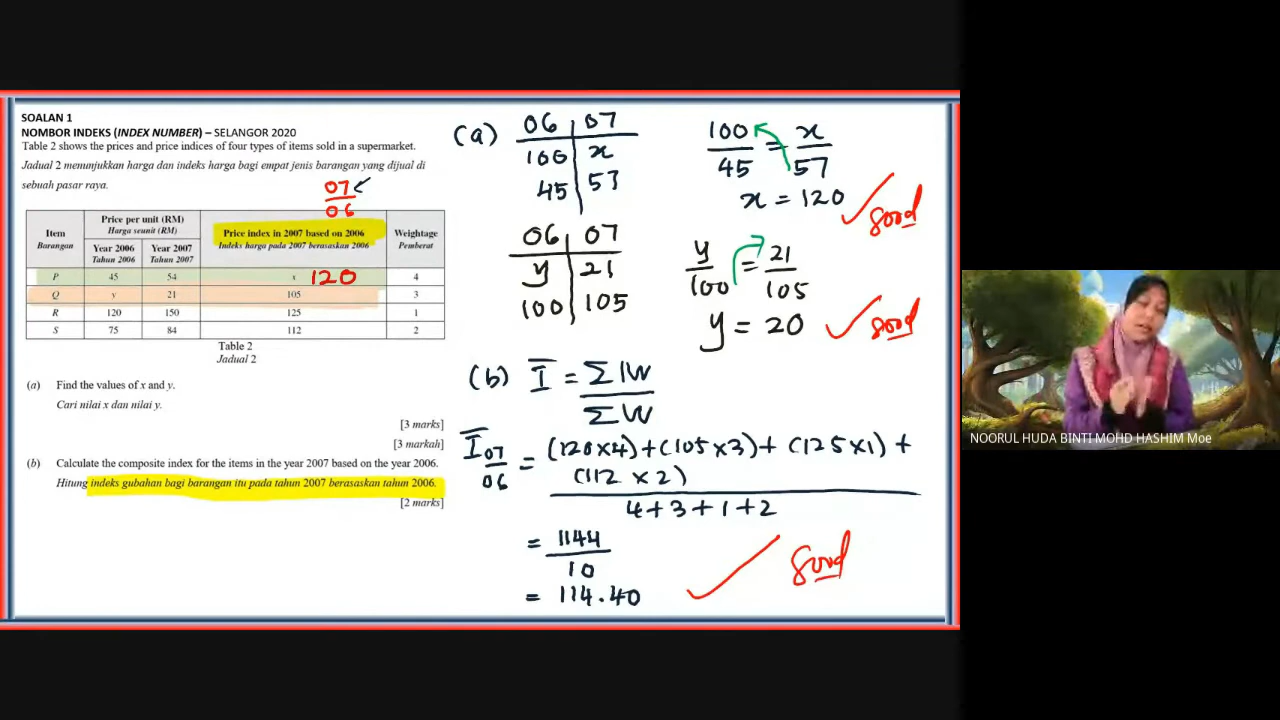 SOALAN 1
NOMBOR INDEKS (INDEX NUMBER) – SELANGOR 2020
Table 2 shows the prices and price indices of four types of items sold in a supermarket.
Jadual 2 menunjukkan harga dan indeks harga bagi empat jenis barangan yang dijual di
sebuah pasar raya.
07
06
Item
Barangan
Price per unit (RM)
Harga seunit (RM)
Year 2006
Tahun 2006
Year 2007
Tahun 2007
Price index in 2007 based on 2006
Indeks harga pada 2007 berasaskan 2006
Weightage
Pemberat
P 45 54 x 120 4
Q y 21 105 3
R 120 150 125 1
S 75 84 112 2
Table 2
Jadual 2
(a) Find the values of x and y.
Cari nilai x dan nilai y.
[3 marks]
[3 markah]
(b) Calculate the composite index for the items in the year 2007 based on the year 2006.
Hitung indeks gubahan bagi barangan itu pada tahun 2007 berasaskan tahun 2006.
[2 marks]
(a) 06 07
100 x
45 53
100 = x
45 57
x = 120
good
06 07
y 21
100 105
y = 21
100 105
y = 20
good
(b) I = ΣIW
ΣW
I 07
06
= (120x4)+(105x3)+(125x1)+
(112 x2)
4+3+1+2
= 1144
10
= 114.40
good
NOORUL HUDA BINTI MOHD HASHIM Moe